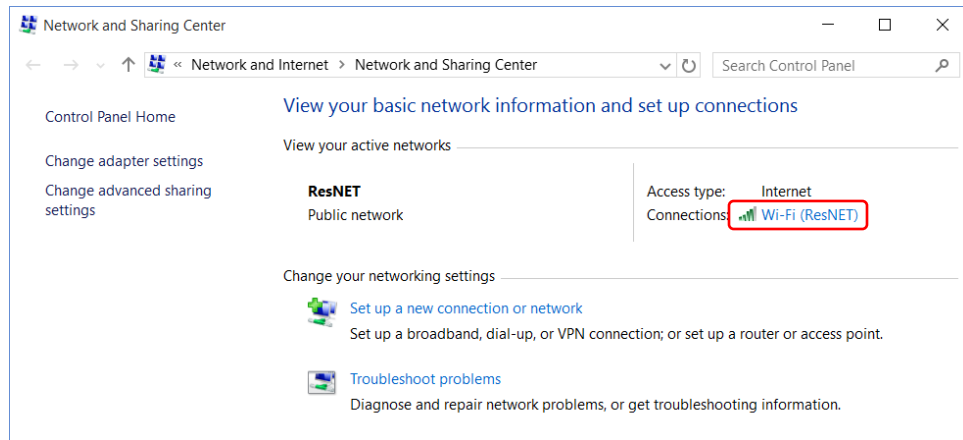 Network and Sharing Center
« Network and Internet > Network and Sharing Center
Search Control Panel
Control Panel Home
Change adapter settings
Change advanced sharing
settings
View your basic network information and set up connections
View your active networks
ResNET
Public network
Access type: Internet
Connections: Wi-Fi (ResNET)
Change your networking settings
Set up a new connection or network
Set up a broadband, dial-up, or VPN connection; or set up a router or access point.
Troubleshoot problems
Diagnose and repair network problems, or get troubleshooting information.